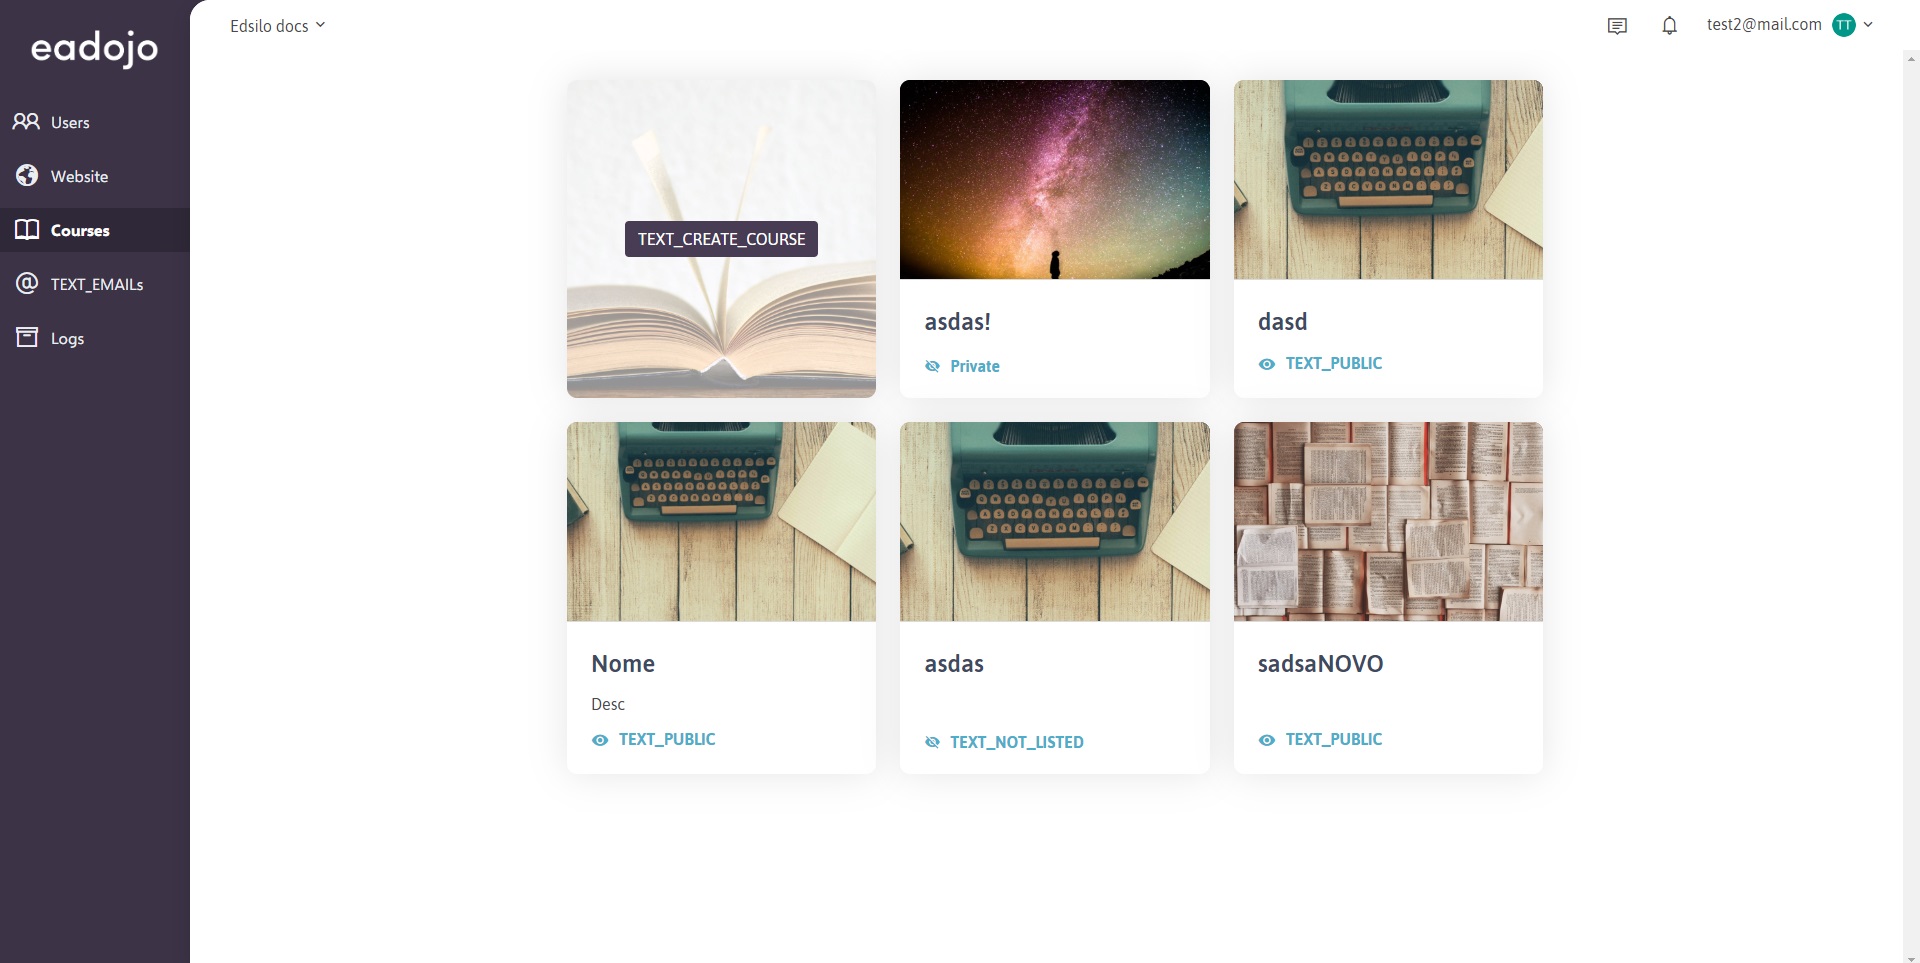 eadojo
Users
Website
Courses
TEXT_EMAILs
Logs
Edsilo docs
test2@mail.com TT
TEXT_CREATE_COURSE
asdas!
Private
dasd
TEXT_PUBLIC
Nome
Desc
TEXT_PUBLIC
asdas
TEXT_NOT_LISTED
sadsaNOVO
TEXT_PUBLIC